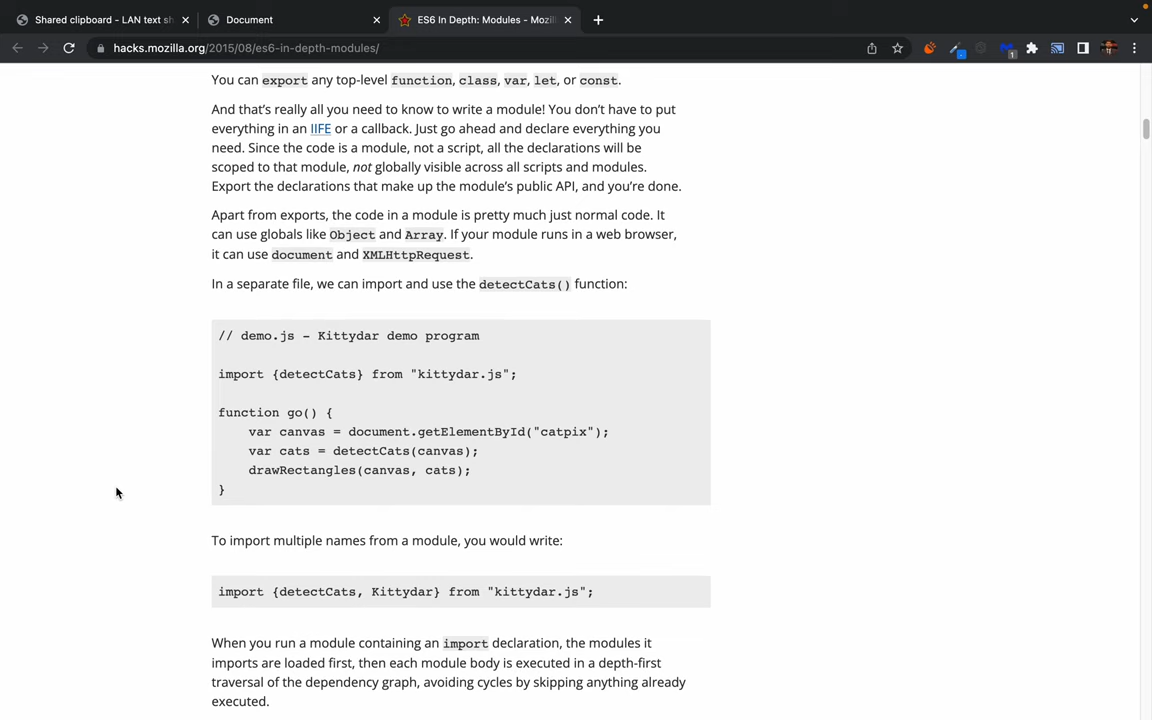 Shared clipboard - LAN text sh
Document
ES6 In Depth: Modules - Mozil
hacks.mozilla.org/2015/08/es6-in-depth-modules/
1
You can export any top-level function, class, var, let, or const.
And that’s really all you need to know to write a module! You don’t have to put
everything in an IIFE or a callback. Just go ahead and declare everything you
need. Since the code is a module, not a script, all the declarations will be
scoped to that module, not globally visible across all scripts and modules.
Export the declarations that make up the module’s public API, and you’re done.
Apart from exports, the code in a module is pretty much just normal code. It
can use globals like Object and Array. If your module runs in a web browser,
it can use document and XMLHttpRequest.
In a separate file, we can import and use the detectCats() function:
// demo.js - Kittydar demo program
import {detectCats} from "kittydar.js";
function go() {
    var canvas = document.getElementById("catpix");
    var cats = detectCats(canvas);
    drawRectangles(canvas, cats);
}
To import multiple names from a module, you would write:
import {detectCats, Kittydar} from "kittydar.js";
When you run a module containing an import declaration, the modules it
imports are loaded first, then each module body is executed in a depth-first
traversal of the dependency graph, avoiding cycles by skipping anything already
executed.